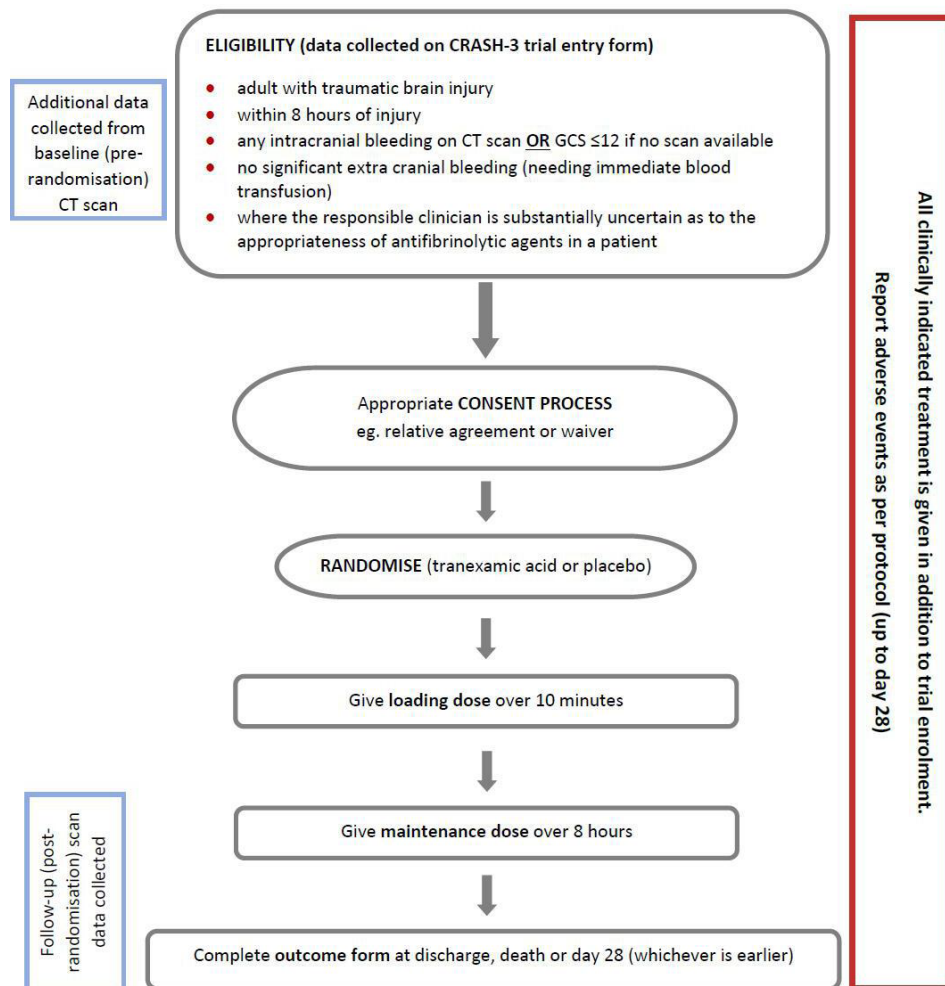 ELIGIBILITY (data collected on CRASH-3 trial entry form)
● adult with traumatic brain injury
● within 8 hours of injury
● any intracranial bleeding on CT scan OR GCS ≤12 if no scan available
● no significant extra cranial bleeding (needing immediate blood
transfusion)
● where the responsible clinician is substantially uncertain as to the
appropriateness of antifibrinolytic agents in a patient
Additional data
collected from
baseline (pre-
randomisation)
CT scan
Appropriate CONSENT PROCESS
eg. relative agreement or waiver
RANDOMISE (tranexamic acid or placebo)
Give loading dose over 10 minutes
Give maintenance dose over 8 hours
Follow-up (post-
randomisation) scan
data collected
Complete outcome form at discharge, death or day 28 (whichever is earlier)
All clinically indicated treatment is given in addition to trial enrolment.
Report adverse events as per protocol (up to day 28)